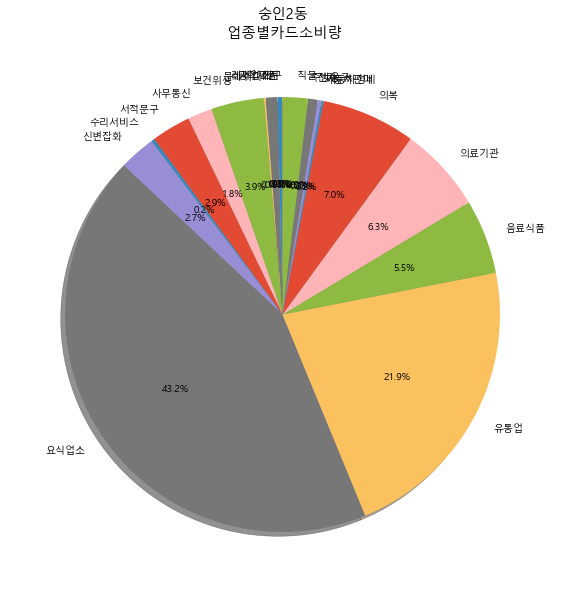 숭인2동
업종별카드소비량
의복
의료기관
음료식품
유통업
요식업소
신변잡화
수리서비스
서적문구
사무통신
보건위생
7.0%
6.3%
5.5%
21.9%
43.2%
2.7%
0.2%
2.9%
1.8%
3.9%